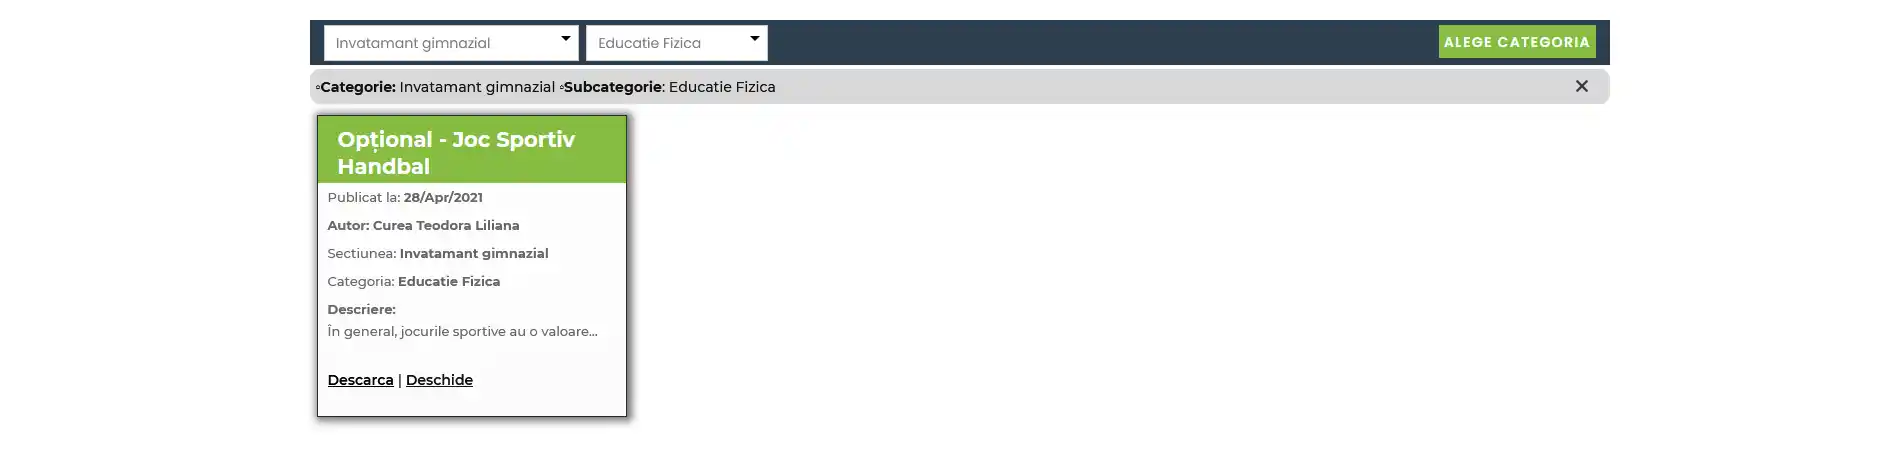 Invatamant gimnazial Educatie Fizica ALEGE CATEGORIA
◦Categorie: Invatamant gimnazial ◦Subcategorie: Educatie Fizica ×
Opțional - Joc Sportiv
Handbal
Publicat la: 28/Apr/2021
Autor: Curea Teodora Liliana
Sectiunea: Invatamant gimnazial
Categoria: Educatie Fizica
Descriere:
În general, jocurile sportive au o valoare...
Descarca | Deschide